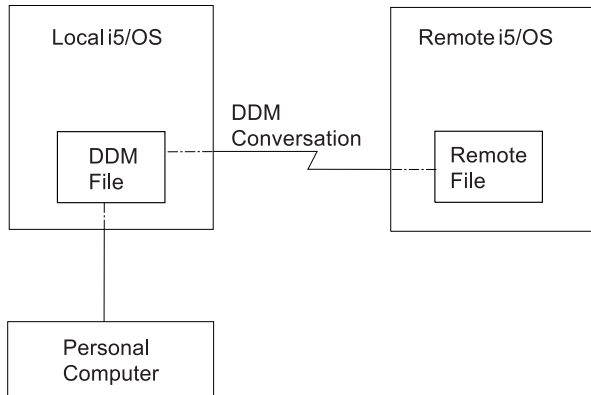 Local i5/OS
Remote i5/OS
DDM
Conversation
DDM
File
Remote
File
Personal
Computer